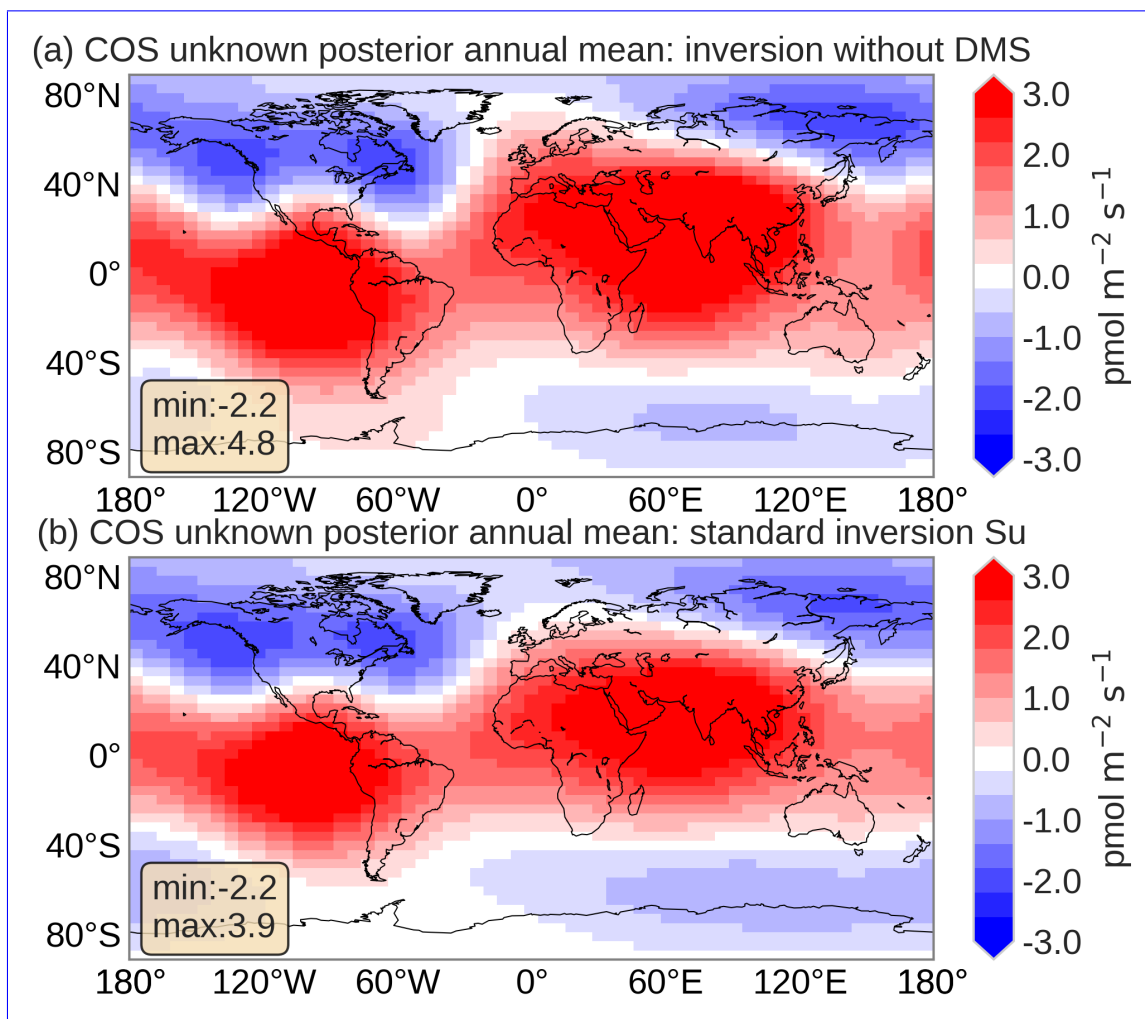 (a) COS unknown posterior annual mean: inversion without DMS
80°N
40°N
0°
40°S
80°S
min:-2.2
max:4.8
180° 120°W 60°W 0° 60°E 120°E 180°
3.0
2.0
1.0
0.0
-1.0
-2.0
-3.0
pmol m⁻² s⁻¹
(b) COS unknown posterior annual mean: standard inversion Su
80°N
40°N
0°
40°S
80°S
min:-2.2
max:3.9
180° 120°W 60°W 0° 60°E 120°E 180°
3.0
2.0
1.0
0.0
-1.0
-2.0
-3.0
pmol m⁻² s⁻¹